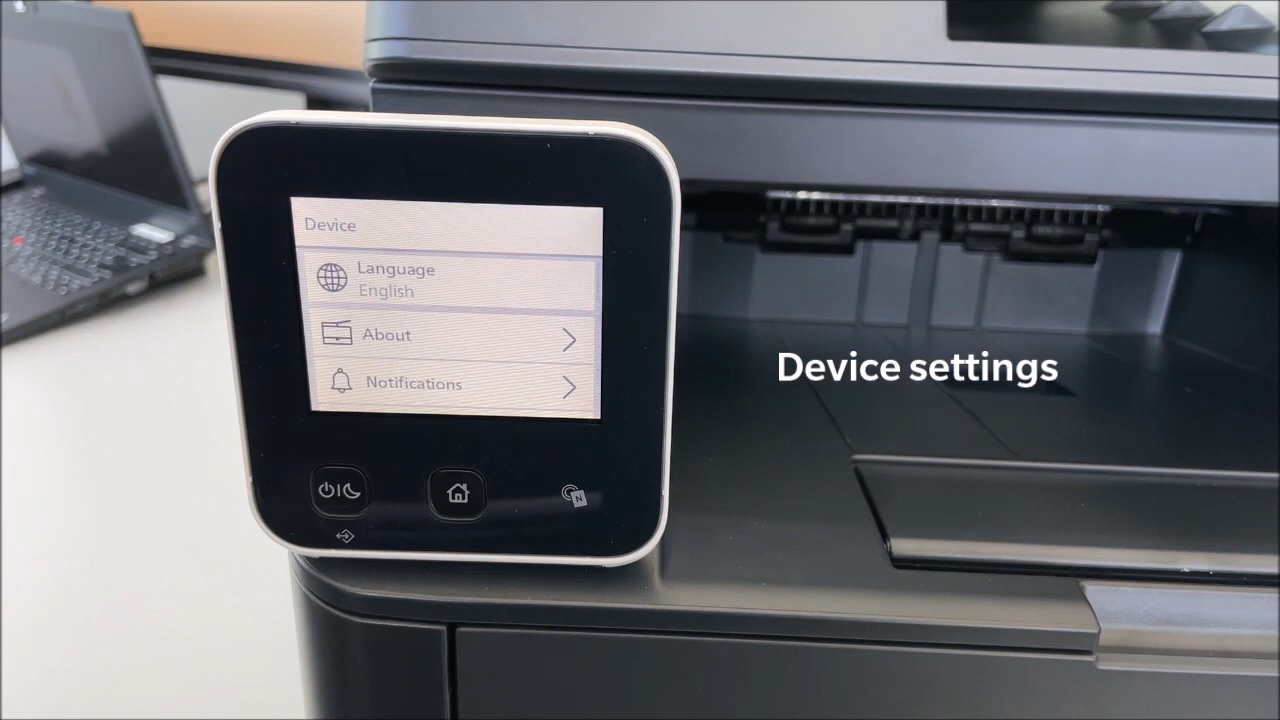 Device
Language
English
About
Notifications
Device settings
N